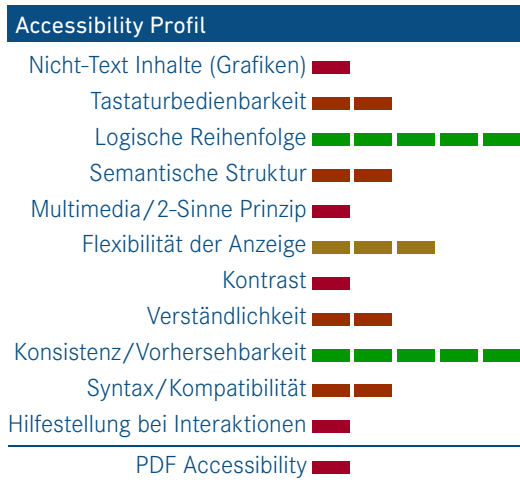 Accessibility Profil
Nicht-Text Inhalte (Grafiken)
Tastaturbedienbarkeit
Logische Reihenfolge
Semantische Struktur
Multimedia/2-Sinne Prinzip
Flexibilität der Anzeige
Kontrast
Verständlichkeit
Konsistenz/Vorhersehbarkeit
Syntax/Kompatibilität
Hilfestellung bei Interaktionen
PDF Accessibility